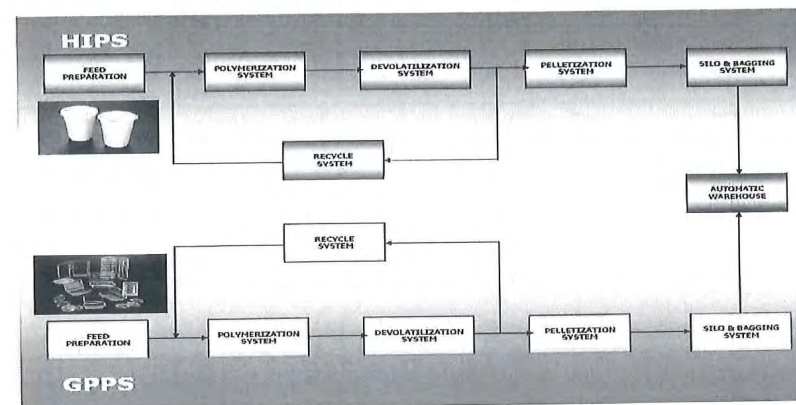 HIPS
FEED
PREPARATION
POLYMERIZATION
SYSTEM
DEVOLATILIZATION
SYSTEM
PELLETIZATION
SYSTEM
SILO & BAGGING
SYSTEM
RECYCLE
SYSTEM
AUTOMATIC
WAREHOUSE
RECYCLE
SYSTEM
FEED
PREPARATION
POLYMERIZATION
SYSTEM
DEVOLATILIZATION
SYSTEM
PELLETIZATION
SYSTEM
SILO & BAGGING
SYSTEM
GPPS